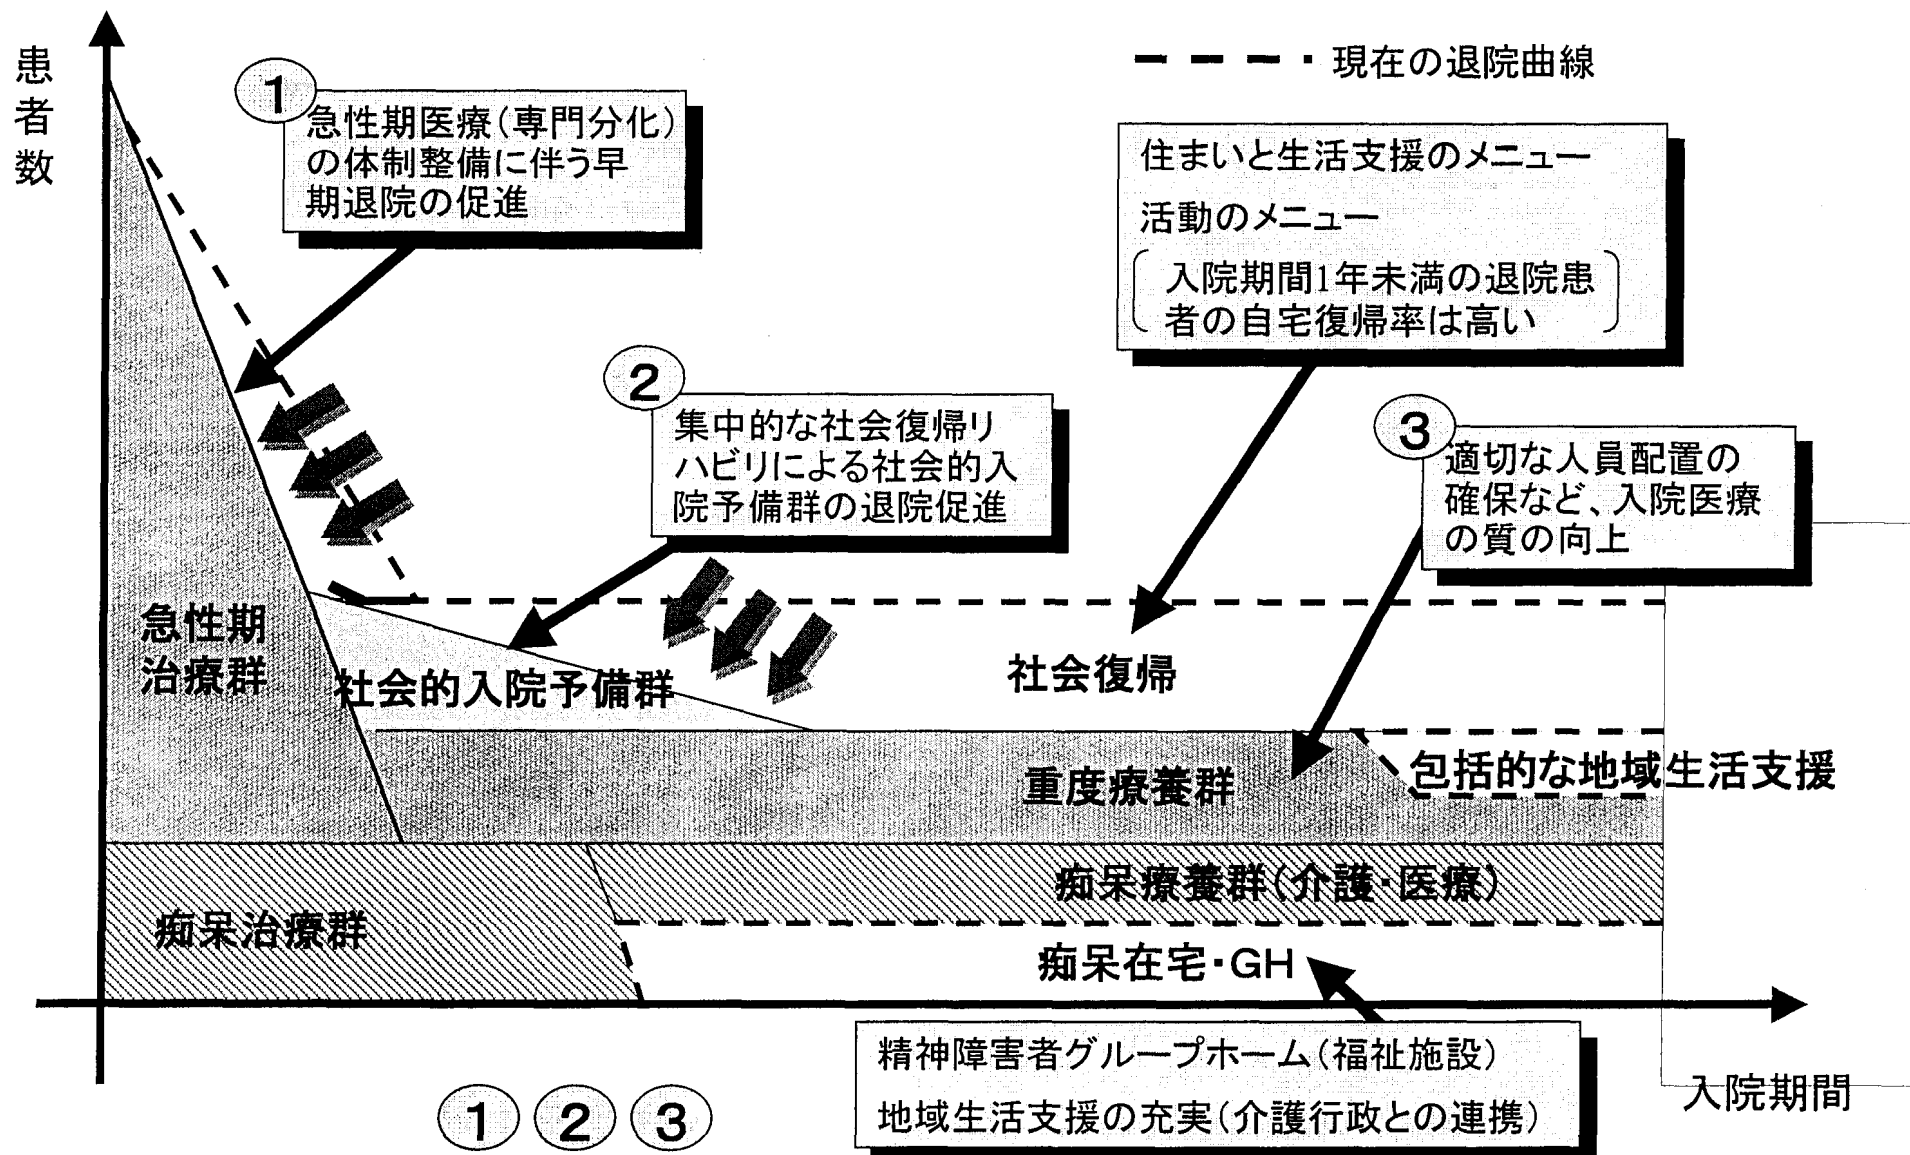 患者数
現在の退院曲線
1
急性期医療(専門分化)
の体制整備に伴う早
期退院の促進
住まいと生活支援のメニュー
活動のメニュー
入院期間1年未満の退院患
者の自宅復帰率は高い
2
集中的な社会復帰リ
ハビリによる社会的入
院予備群の退院促進
3
適切な人員配置の
確保など、入院医療
の質の向上
急性期
治療群
社会的入院予備群
社会復帰
重度療養群
包括的な地域生活支援
痴呆療養群(介護・医療)
痴呆治療群
痴呆在宅・GH
精神障害者グループホーム(福祉施設)
地域生活支援の充実(介護行政との連携)
入院期間
1 2 3